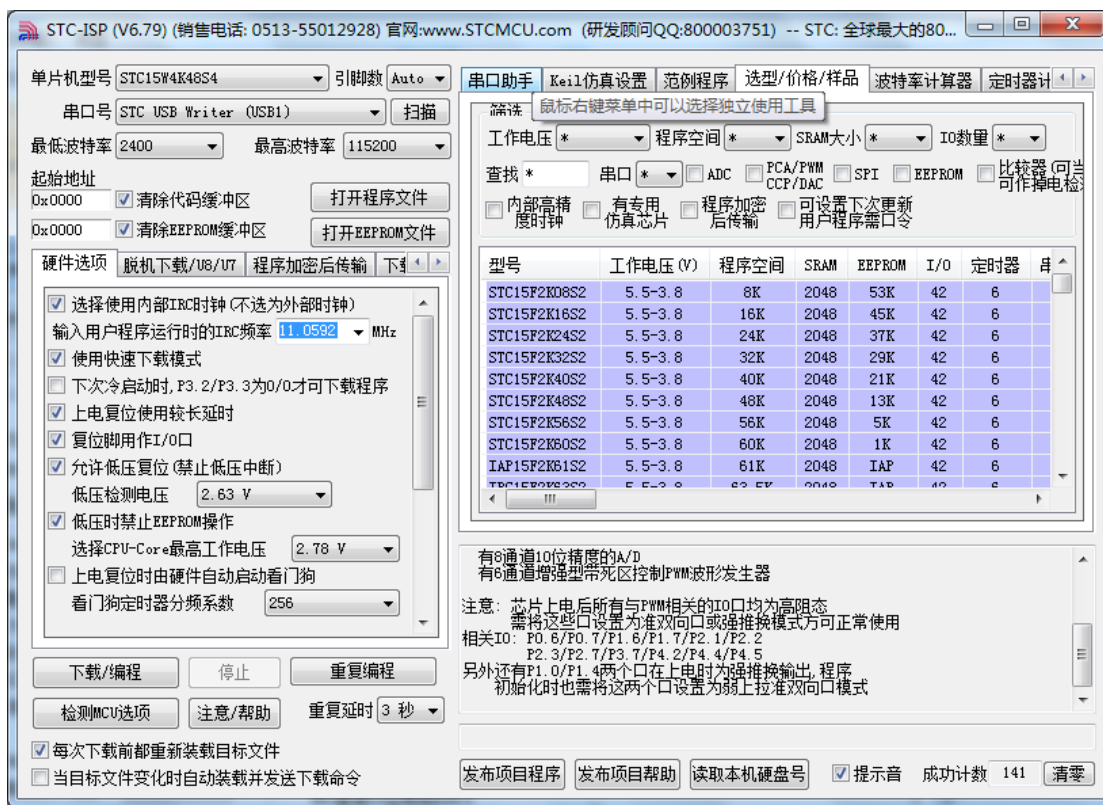 STC-ISP (V6.79) (销售电话: 0513-55012928) 官网:www.STCMCU.com (研发顾问QQ:800003751) -- STC: 全球最大的80...
单片机型号 STC15W4K48S4 引脚数 Auto
串口号 STC USB Writer (USB1) 扫描
最低波特率 2400 最高波特率 115200
起始地址
0x0000 清除代码缓冲区 打开程序文件
0x0000 清除EEPROM缓冲区 打开EEPROM文件
硬件选项 脱机下载/U8/U7 程序加密后传输
选择使用内部IRC时钟(不选为外部时钟)
输入用户程序运行时的IRC频率 11.0592 MHz
使用快速下载模式
下次冷启动时,P3.2/P3.3为0/0才可下载程序
上电复位使用较长延时
复位脚用作I/O口
允许低压复位(禁止低压中断)
低压检测电压 2.63 V
低压时禁止EEPROM操作
选择CPU-Core最高工作电压 2.78 V
上电复位时由硬件自动启动看门狗
看门狗定时器分频系数 256
下载/编程 停止 重复编程
检测MCU选项 注意/帮助 重复延时 3 秒
每次下载前都重新装载目标文件
当目标文件变化时自动装载并发送下载命令
串口助手 Keil仿真设置 范例程序 选型/价格/样品 波特率计算器 定时器计
筛选 鼠标右键菜单中可以选择独立使用工具
工作电压 * 程序空间 * SRAM大小 * IO数量 *
查找 * 串口 * ADC PCA/PWM CCP/DAC SPI EEPROM 比较器(可当 可作掉电检
内部高精度时钟 有专用仿真芯片 程序加密后传输 可设置下次更新用户程序需口令
型号 工作电压(V) 程序空间 SRAM EEPROM I/O 定时器 串
STC15F2K08S2 5.5-3.8 8K 2048 53K 42 6
STC15F2K16S2 5.5-3.8 16K 2048 45K 42 6
STC15F2K24S2 5.5-3.8 24K 2048 37K 42 6
STC15F2K32S2 5.5-3.8 32K 2048 29K 42 6
STC15F2K40S2 5.5-3.8 40K 2048 21K 42 6
STC15F2K48S2 5.5-3.8 48K 2048 13K 42 6
STC15F2K56S2 5.5-3.8 56K 2048 5K 42 6
STC15F2K60S2 5.5-3.8 60K 2048 1K 42 6
IAP15F2K61S2 5.5-3.8 61K 2048 IAP 42 6
有8通道10位精度的A/D
有6通道增强型带死区控制PWM波形发生器
注意: 芯片上电后所有与PWM相关的IO口均为高阻态
需将这些口设置为准双向口或强推挽模式方可正常使用
相关IO: P0.6/P0.7/P1.6/P1.7/P2.1/P2.2
P2.3/P2.7/P3.7/P4.2/P4.4/P4.5
另外还有P1.0/P1.4两个口在上电时为强推挽输出,程序
初始化时也需将这两个口设置为弱上拉准双向口模式
发布项目程序 发布项目帮助 读取本机硬盘号 提示音 成功计数 141 清零